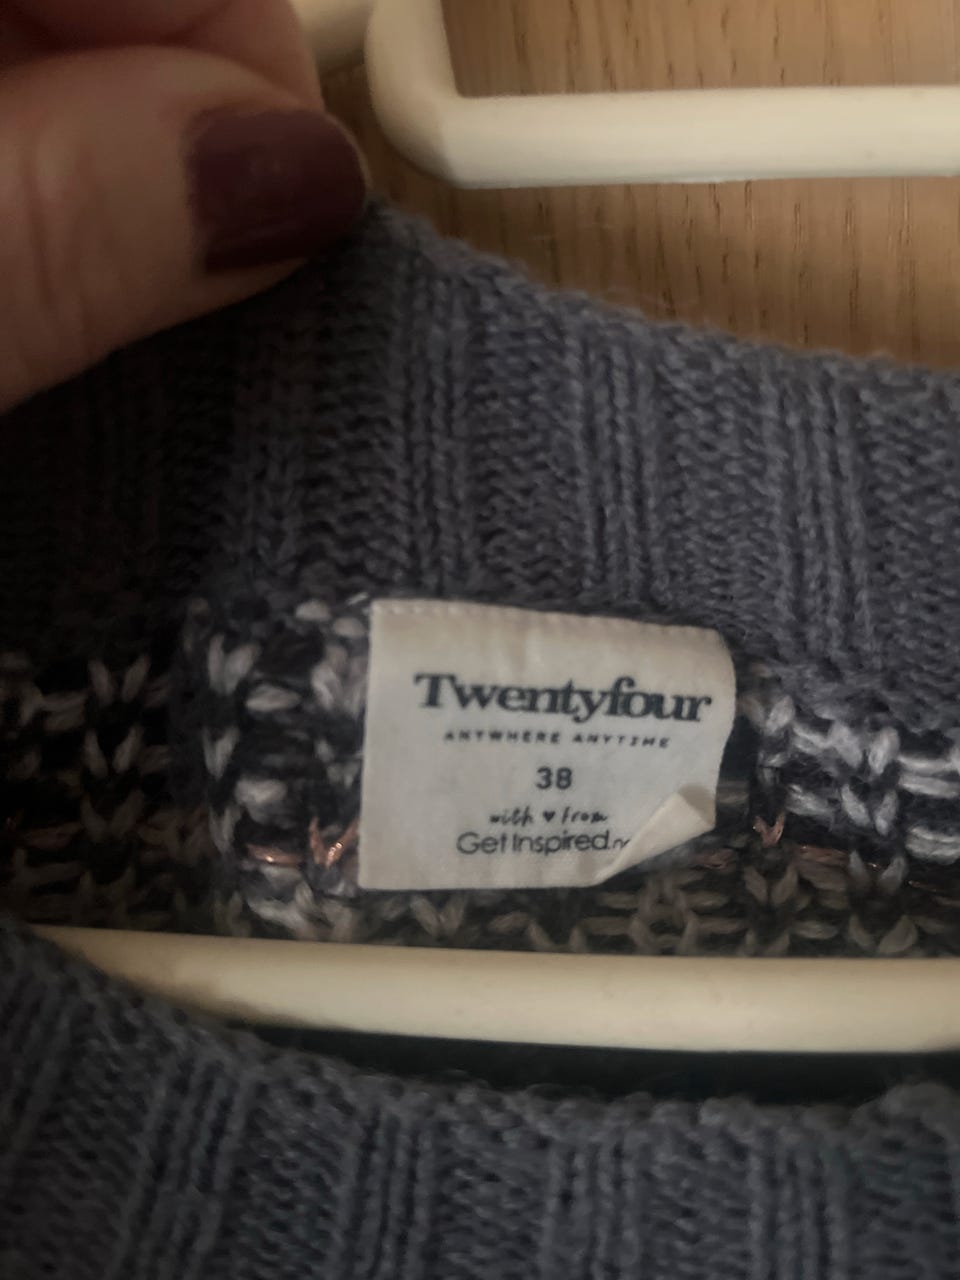 Twentyfour
ANYWHERE ANYTIME
38
with ♥ from
GetInspired.